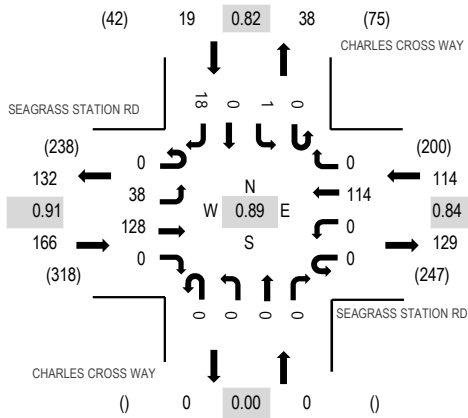 (42) 19 0.82 38 (75)
CHARLES CROSS WAY
18 0 1 0
SEAGRASS STATION RD
(238) 0 0 (200)
132 114
38 N 114
0.91 W 0.89 E 0.84
128 S 0
166 129
0 0
(318) (247)
0 0 0 0
SEAGRASS STATION RD
CHARLES CROSS WAY
() 0 0.00 0 ()